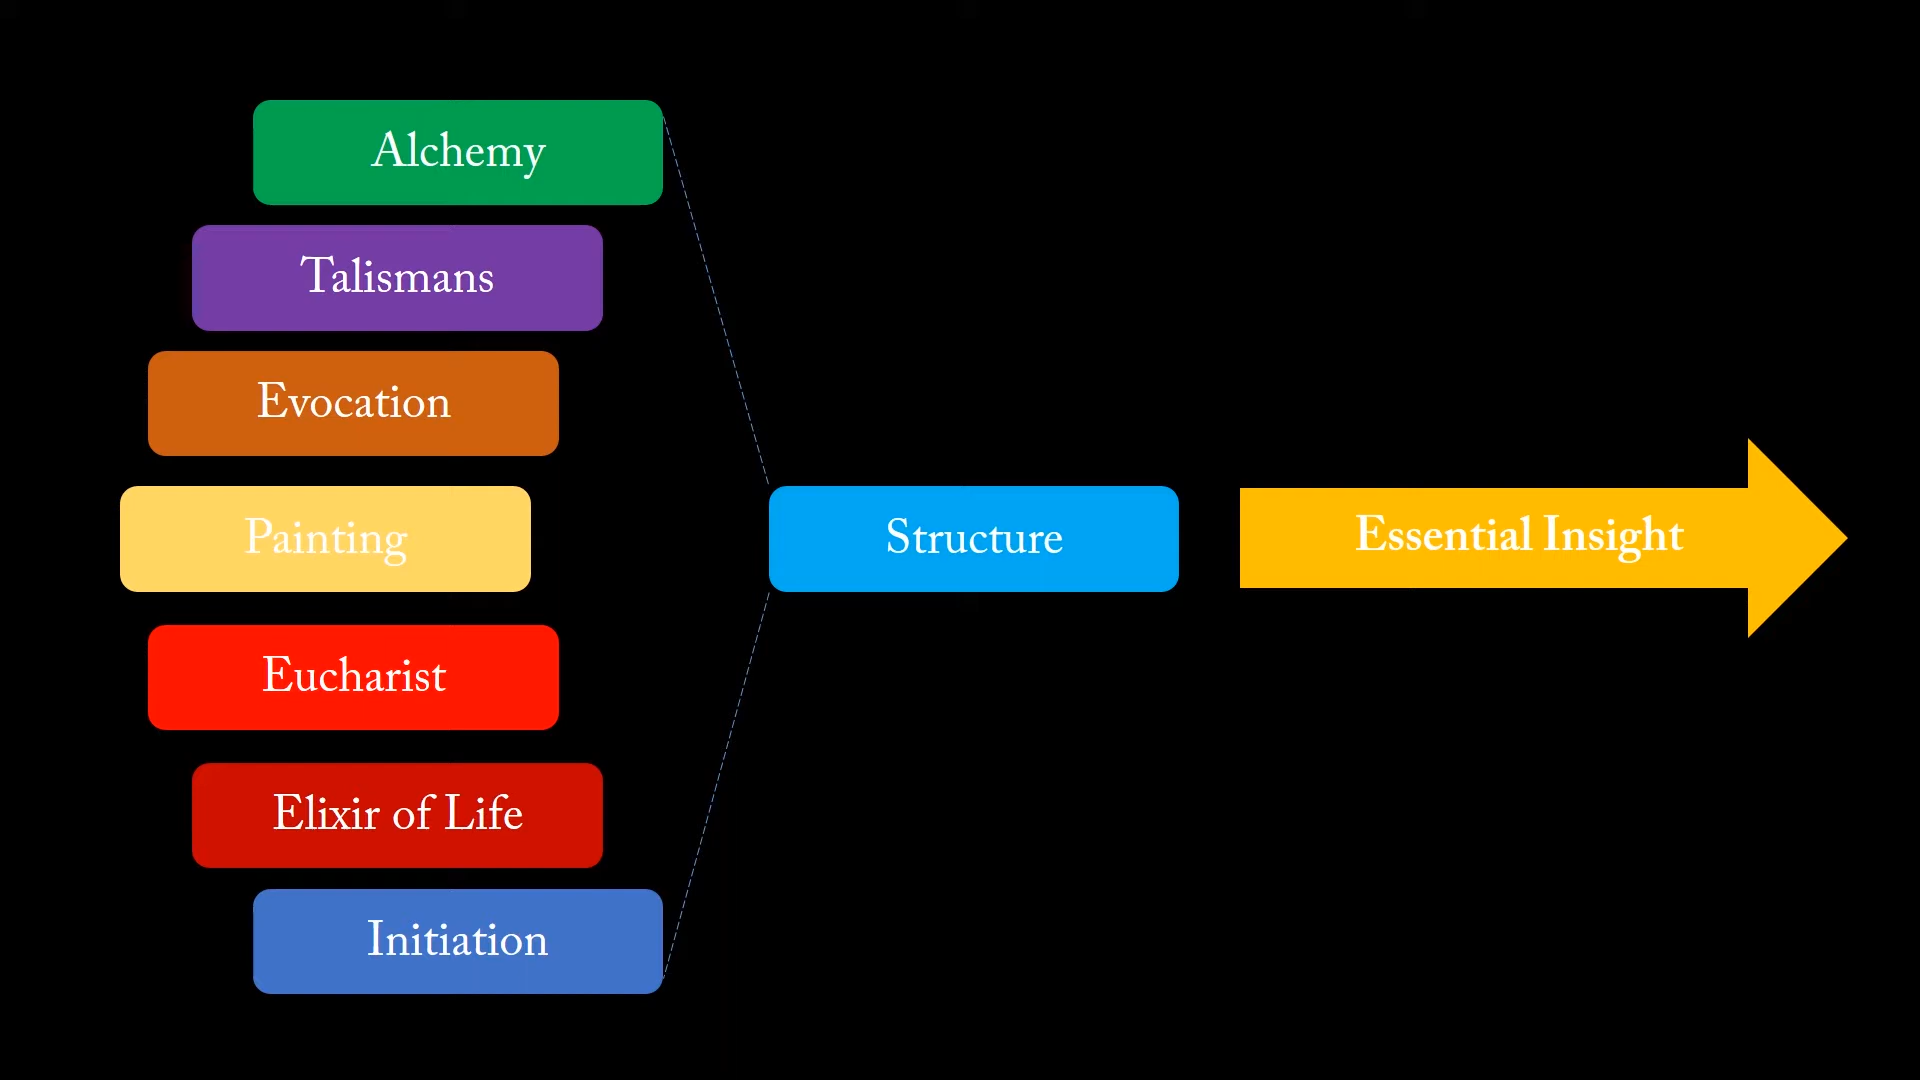 Alchemy
Talismans
Evocation
Painting
Structure
Essential Insight
Eucharist
Elixir of Life
Initiation